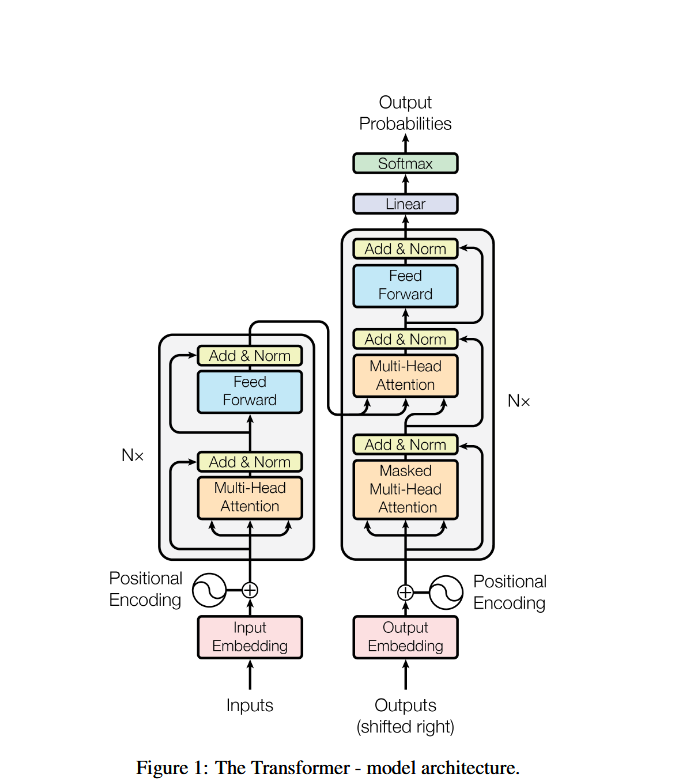 Output
Probabilities
Softmax
Linear
Add & Norm
Feed
Forward
Add & Norm
Multi-Head
Attention
Add & Norm
Masked
Multi-Head
Attention
N×
Add & Norm
Feed
Forward
Add & Norm
Multi-Head
Attention
N×
Positional
Encoding
Positional
Encoding
Input
Embedding
Output
Embedding
Inputs
Outputs
(shifted right)
Figure 1: The Transformer - model architecture.